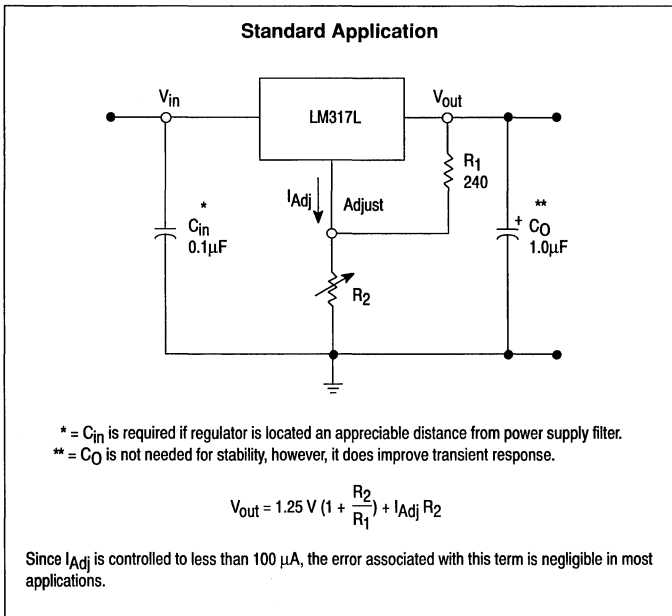 Standard Application
Vin
LM317L
Vout
R1
240
IAdj
Adjust
*
Cin
0.1µF
**
+ CO
1.0µF
R2
* = Cin is required if regulator is located an appreciable distance from power supply filter.
** = CO is not needed for stability, however, it does improve transient response.
Vout = 1.25 V (1 + R2/R1) + IAdj R2
Since IAdj is controlled to less than 100 µA, the error associated with this term is negligible in most
applications.